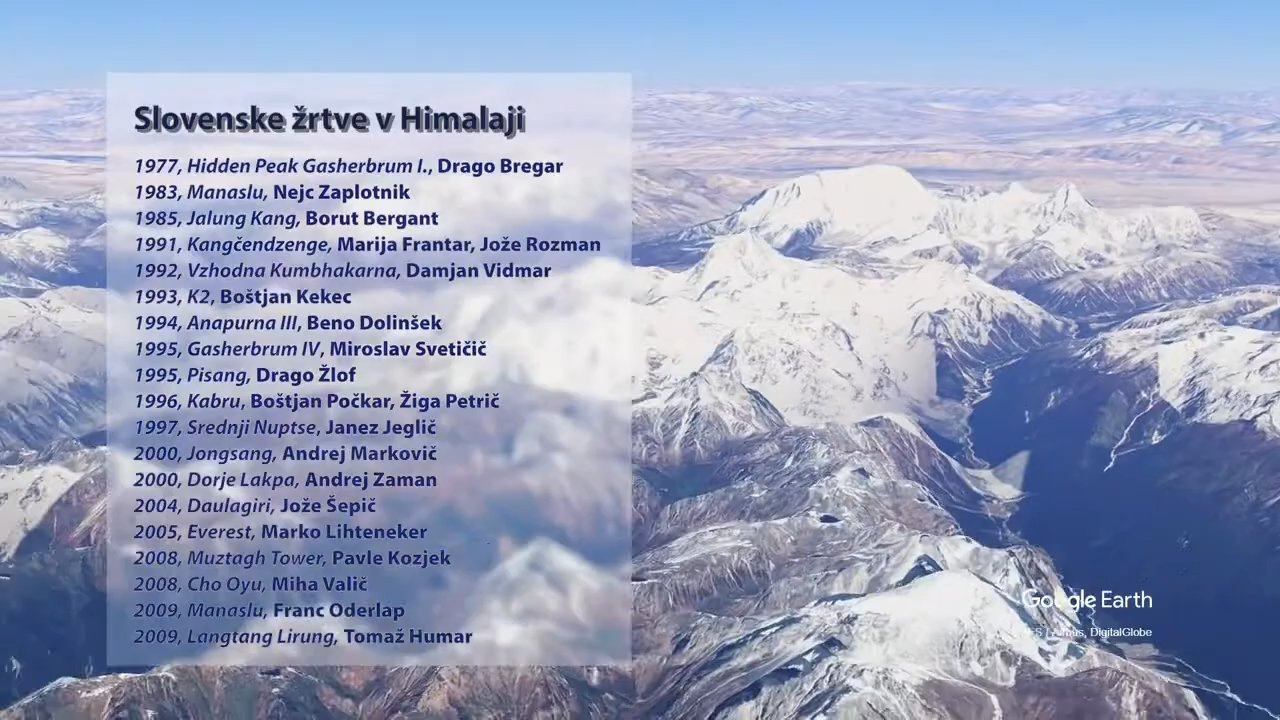 Slovenske žrtve v Himalaji
1977, Hidden Peak Gasherbrum I., Drago Bregar
1983, Manaslu, Nejc Zaplotnik
1985, Jalung Kang, Borut Bergant
1991, Kangčendzenge, Marija Frantar, Jože Rozman
1992, Vzhodna Kumbhakarna, Damjan Vidmar
1993, K2, Boštjan Kekec
1994, Anapurna III, Beno Dolinšek
1995, Gasherbrum IV, Miroslav Svetičič
1995, Pisang, Drago Žlof
1996, Kabru, Boštjan Počkar, Žiga Petrič
1997, Srednji Nuptse, Janez Jeglič
2000, Jongsang, Andrej Markovič
2000, Dorje Lakpa, Andrej Zaman
2004, Daulagiri, Jože Šepič
2005, Everest, Marko Lihteneker
2008, Muztagh Tower, Pavle Kozjek
2008, Cho Oyu, Miha Valič
2009, Manaslu, Franc Oderlap
2009, Langtang Lirung, Tomaž Humar
Google Earth
DigitalGlobe